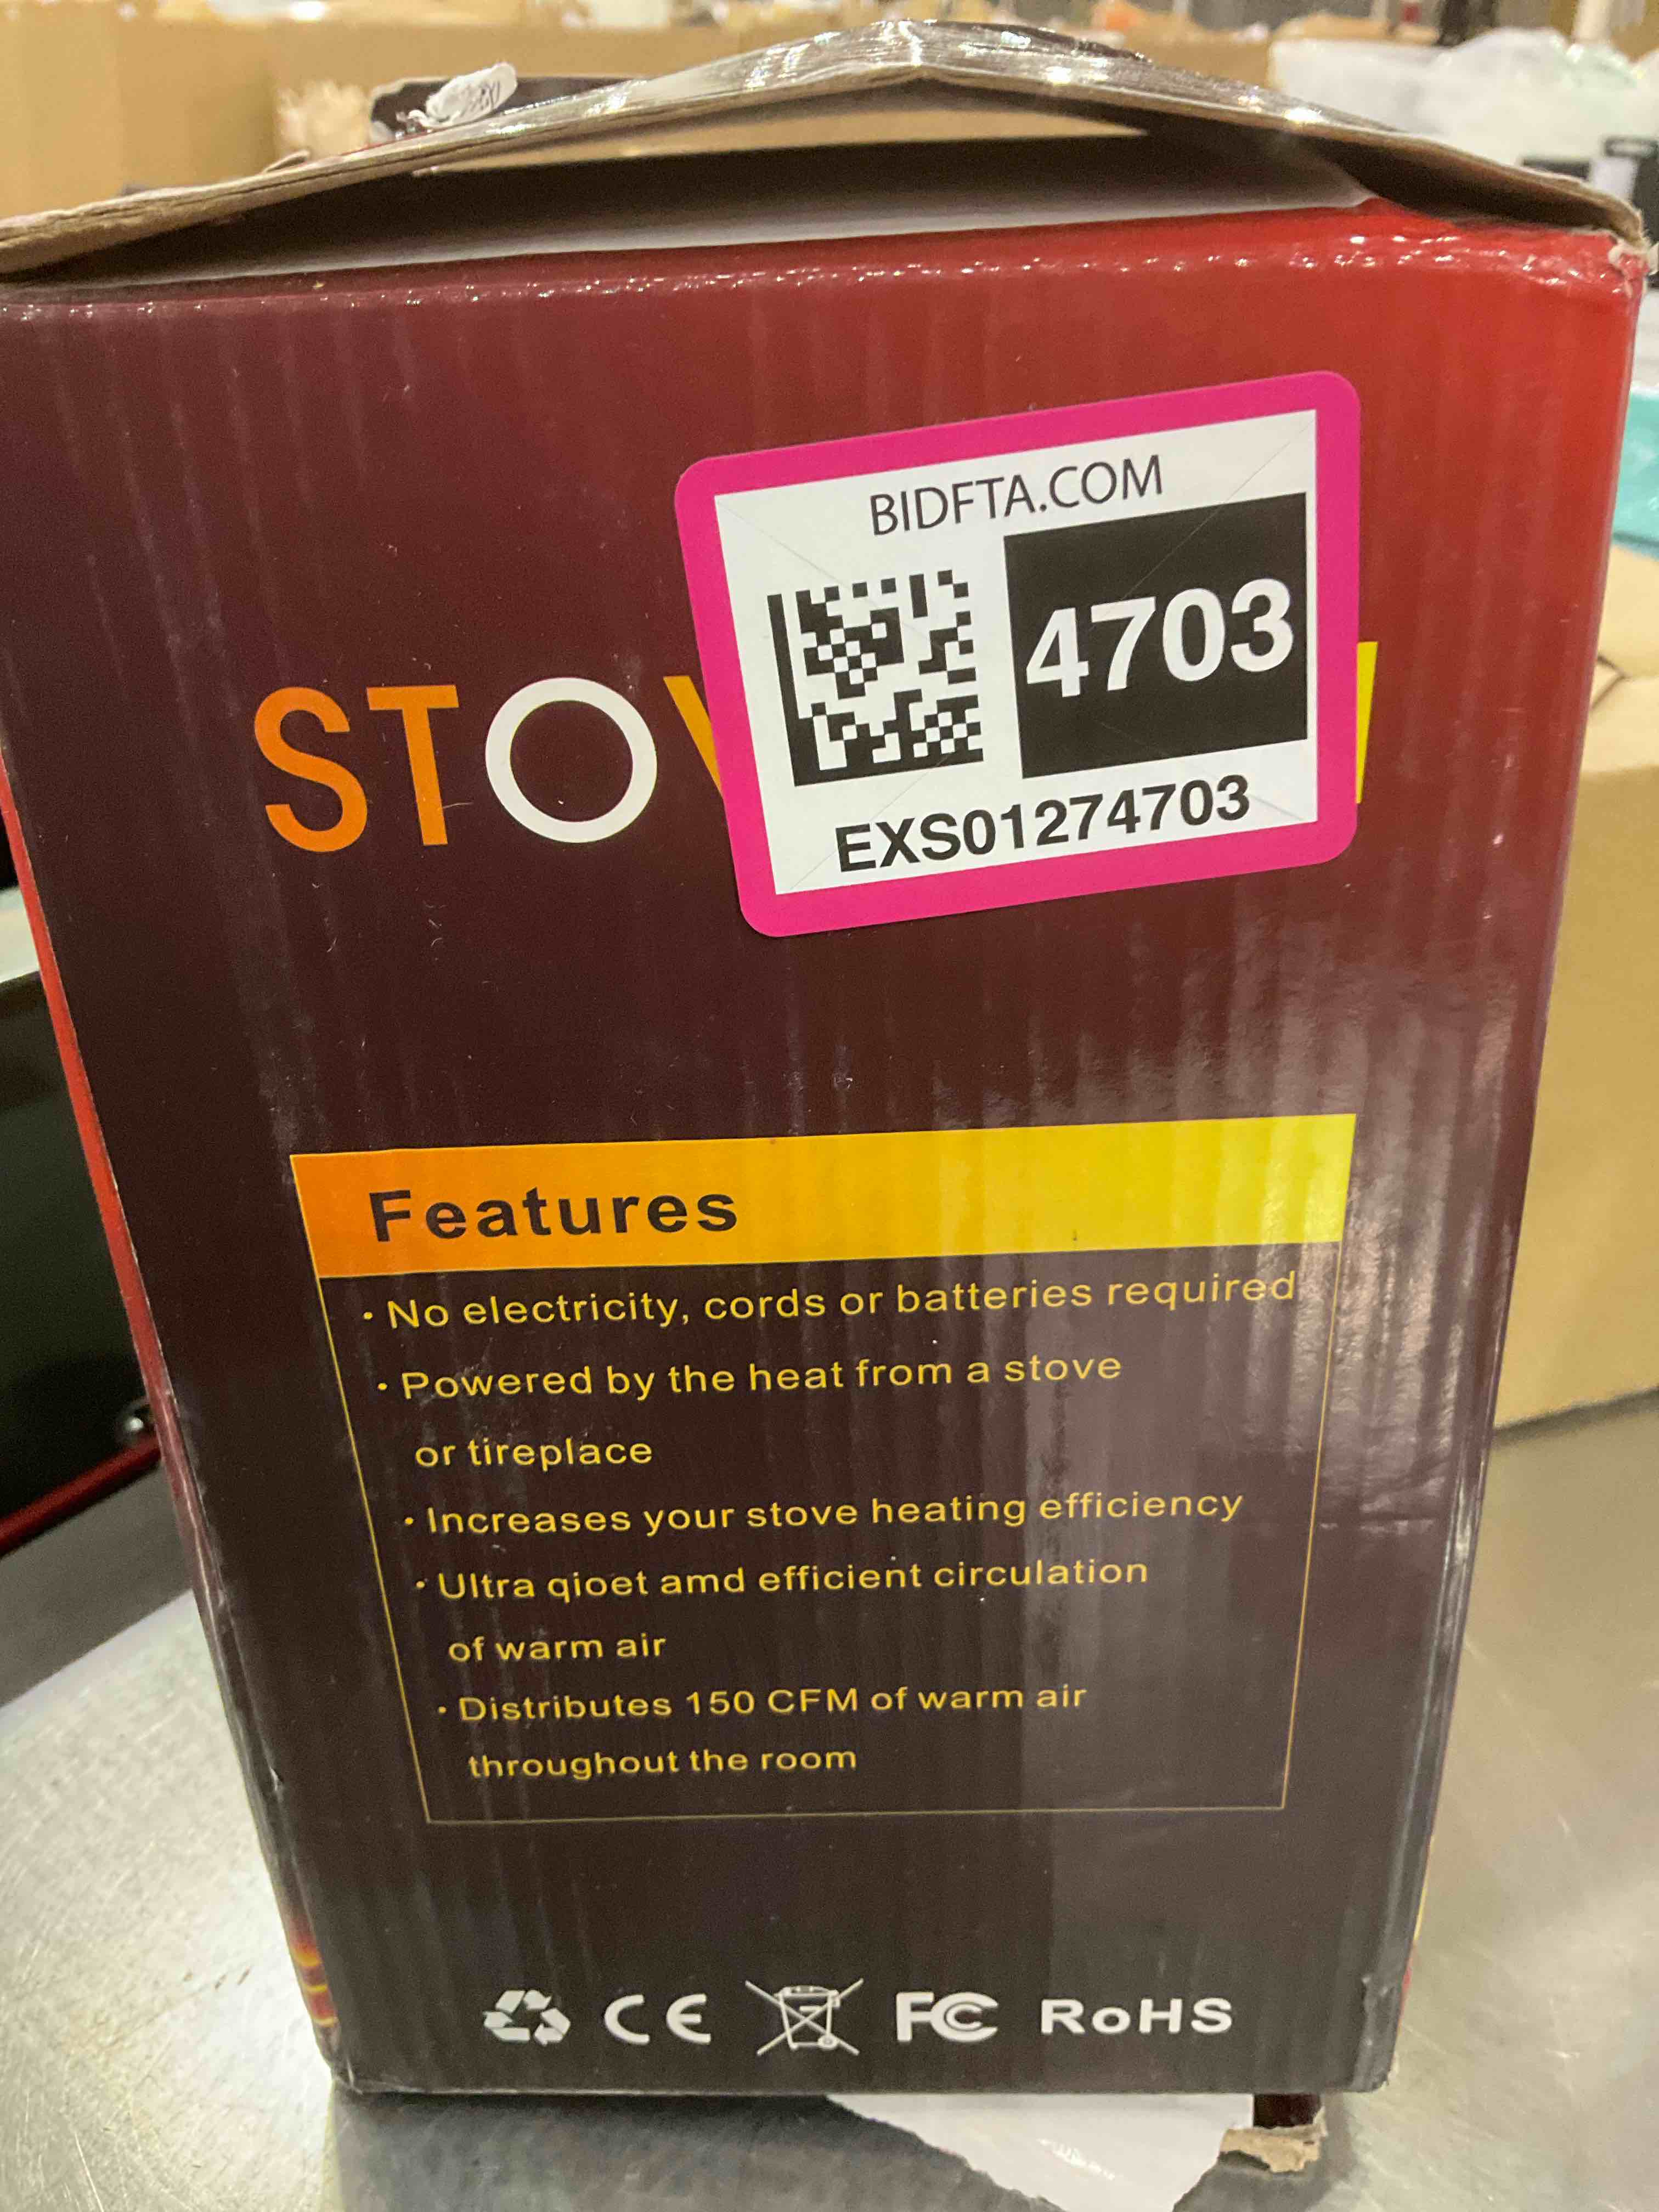 BIDFTA.COM
4703
EXS01274703
STOV
Features
• No electricity, cords or batteries required
• Powered by the heat from a stove
or tireplace
• Increases your stove heating efficiency
• Ultra qioet amd efficient circulation
of warm air
• Distributes 150 CFM of warm air
throughout the room
CE FC RoHS